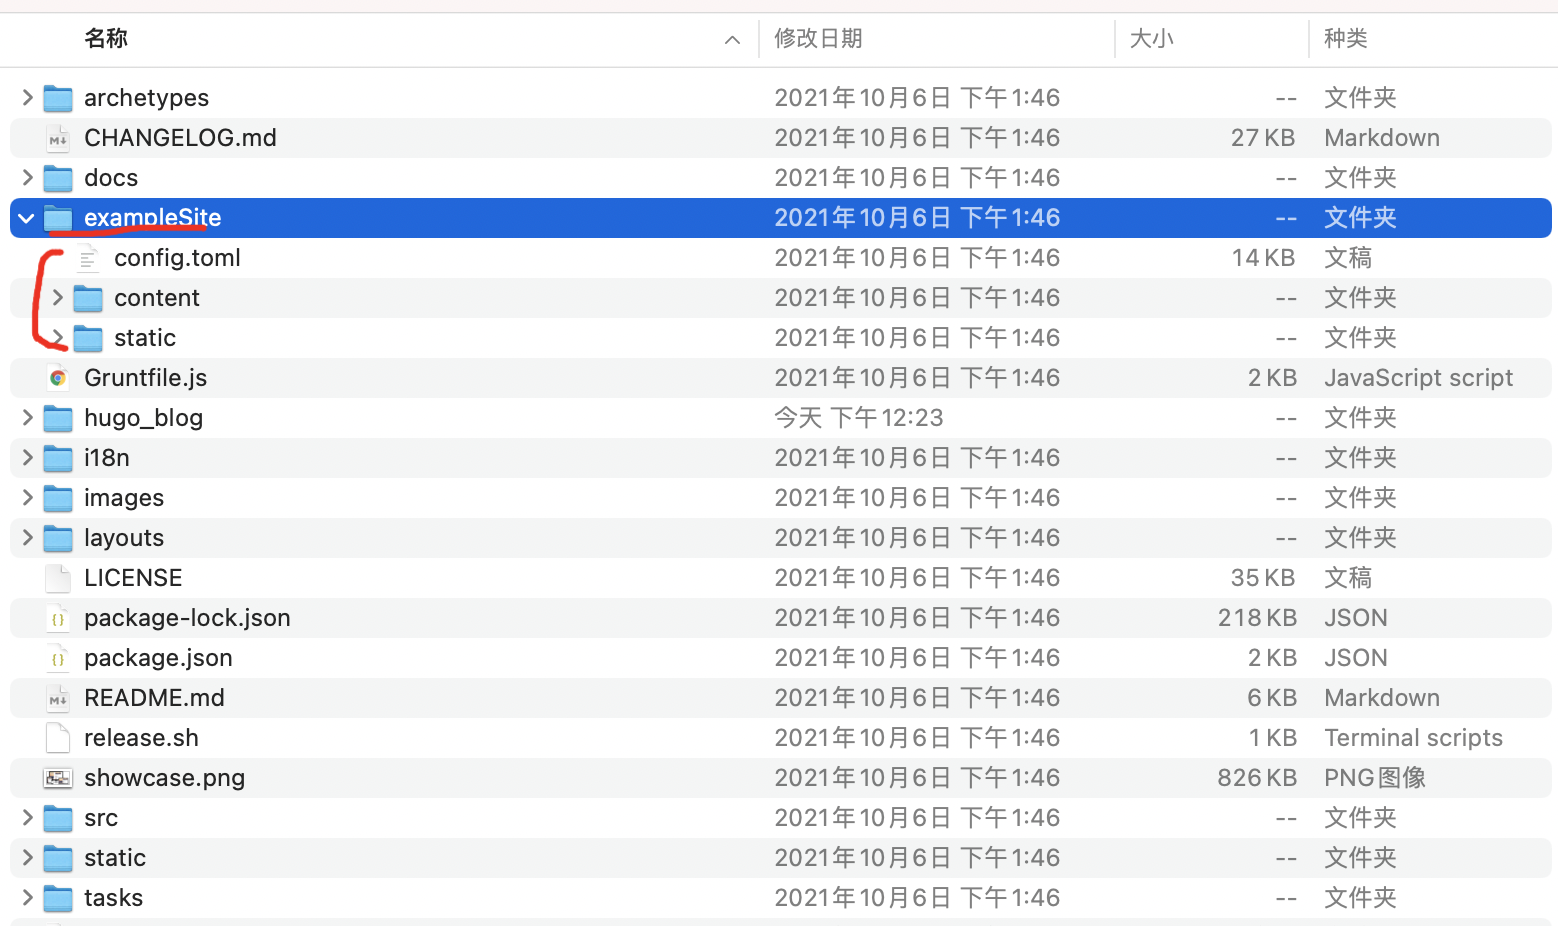 名称 修改日期 大小 种类
archetypes 2021年10月6日 下午1:46 -- 文件夹
CHANGELOG.md 2021年10月6日 下午1:46 27 KB Markdown
docs 2021年10月6日 下午1:46 -- 文件夹
exampleSite 2021年10月6日 下午1:46 -- 文件夹
config.toml 2021年10月6日 下午1:46 14 KB 文稿
content 2021年10月6日 下午1:46 -- 文件夹
static 2021年10月6日 下午1:46 -- 文件夹
Gruntfile.js 2021年10月6日 下午1:46 2 KB JavaScript script
hugo_blog 今天 下午12:23 -- 文件夹
i18n 2021年10月6日 下午1:46 -- 文件夹
images 2021年10月6日 下午1:46 -- 文件夹
layouts 2021年10月6日 下午1:46 -- 文件夹
LICENSE 2021年10月6日 下午1:46 35 KB 文稿
package-lock.json 2021年10月6日 下午1:46 218 KB JSON
package.json 2021年10月6日 下午1:46 2 KB JSON
README.md 2021年10月6日 下午1:46 6 KB Markdown
release.sh 2021年10月6日 下午1:46 1 KB Terminal scripts
showcase.png 2021年10月6日 下午1:46 826 KB PNG图像
src 2021年10月6日 下午1:46 -- 文件夹
static 2021年10月6日 下午1:46 -- 文件夹
tasks 2021年10月6日 下午1:46 -- 文件夹